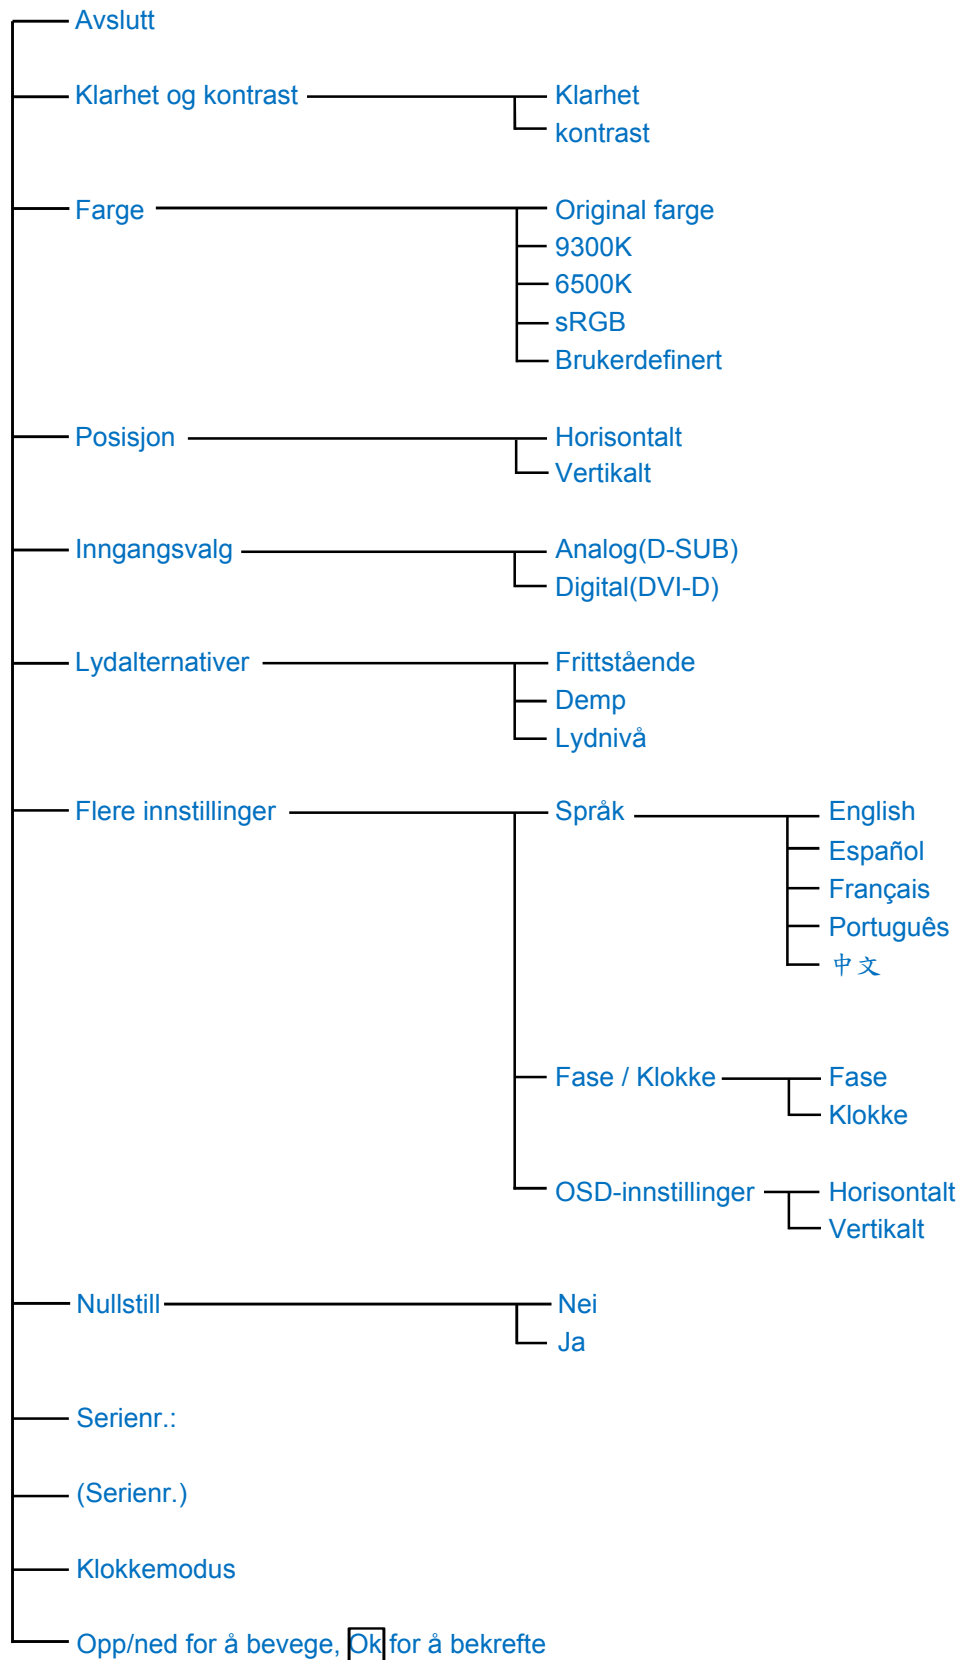 Avslutt
Klarhet og kontrast
Klarhet
kontrast
Farge
Original farge
9300K
6500K
sRGB
Brukerdefinert
Posisjon
Horisontalt
Vertikalt
Inngangsvalg
Analog(D-SUB)
Digital(DVI-D)
Lydalternativer
Frittstående
Demp
Lydnivå
Flere innstillinger
Språk
English
Español
Français
Português
中文
Fase / Klokke
Fase
Klokke
OSD-innstillinger
Horisontalt
Vertikalt
Nullstill
Nei
Ja
Serienr.:
(Serienr.)
Klokkemodus
Opp/ned for å bevege, Ok for å bekrefte